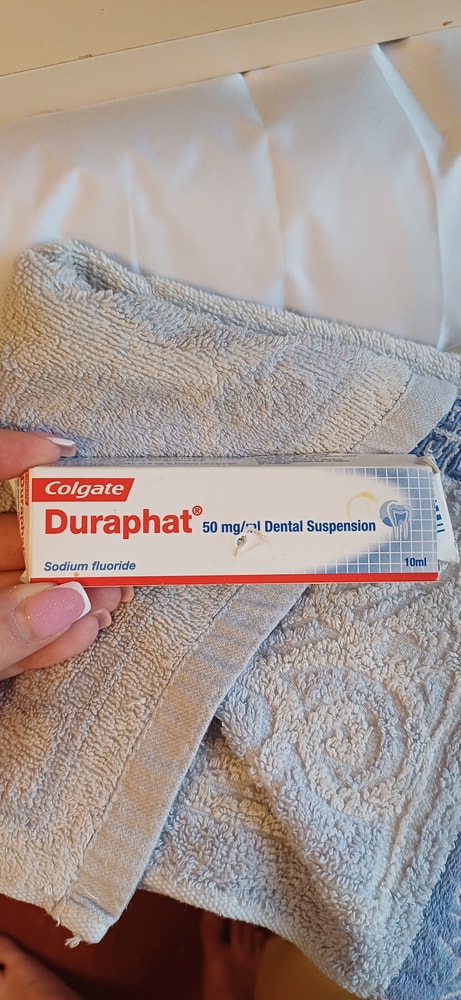 Colgate
Duraphat®
50 mg/ml Dental Suspension
Sodium fluoride
10ml